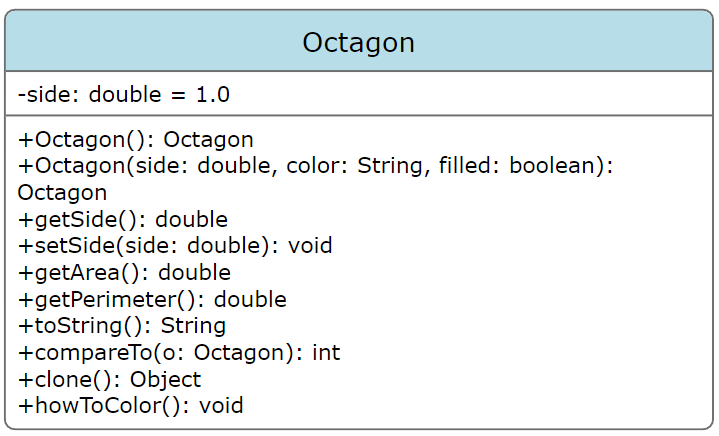 Octagon
-side: double = 1.0
+Octagon(): Octagon
+Octagon(side: double, color: String, filled: boolean):
Octagon
+getSide(): double
+setSide(side: double): void
+getArea(): double
+getPerimeter(): double
+toString(): String
+compareTo(o: Octagon): int
+clone(): Object
+howToColor(): void